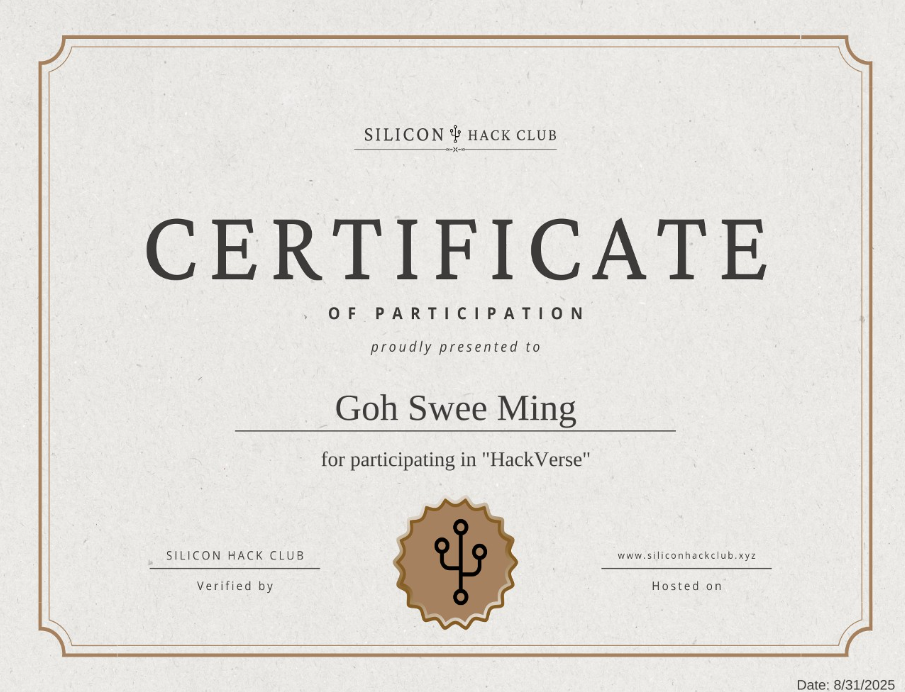 SILICON HACK CLUB
CERTIFICATE
OF PARTICIPATION
proudly presented to
Goh Swee Ming
for participating in "HackVerse"
SILICON HACK CLUB
Verified by
www.siliconhackclub.xyz
Hosted on
Date: 8/31/2025